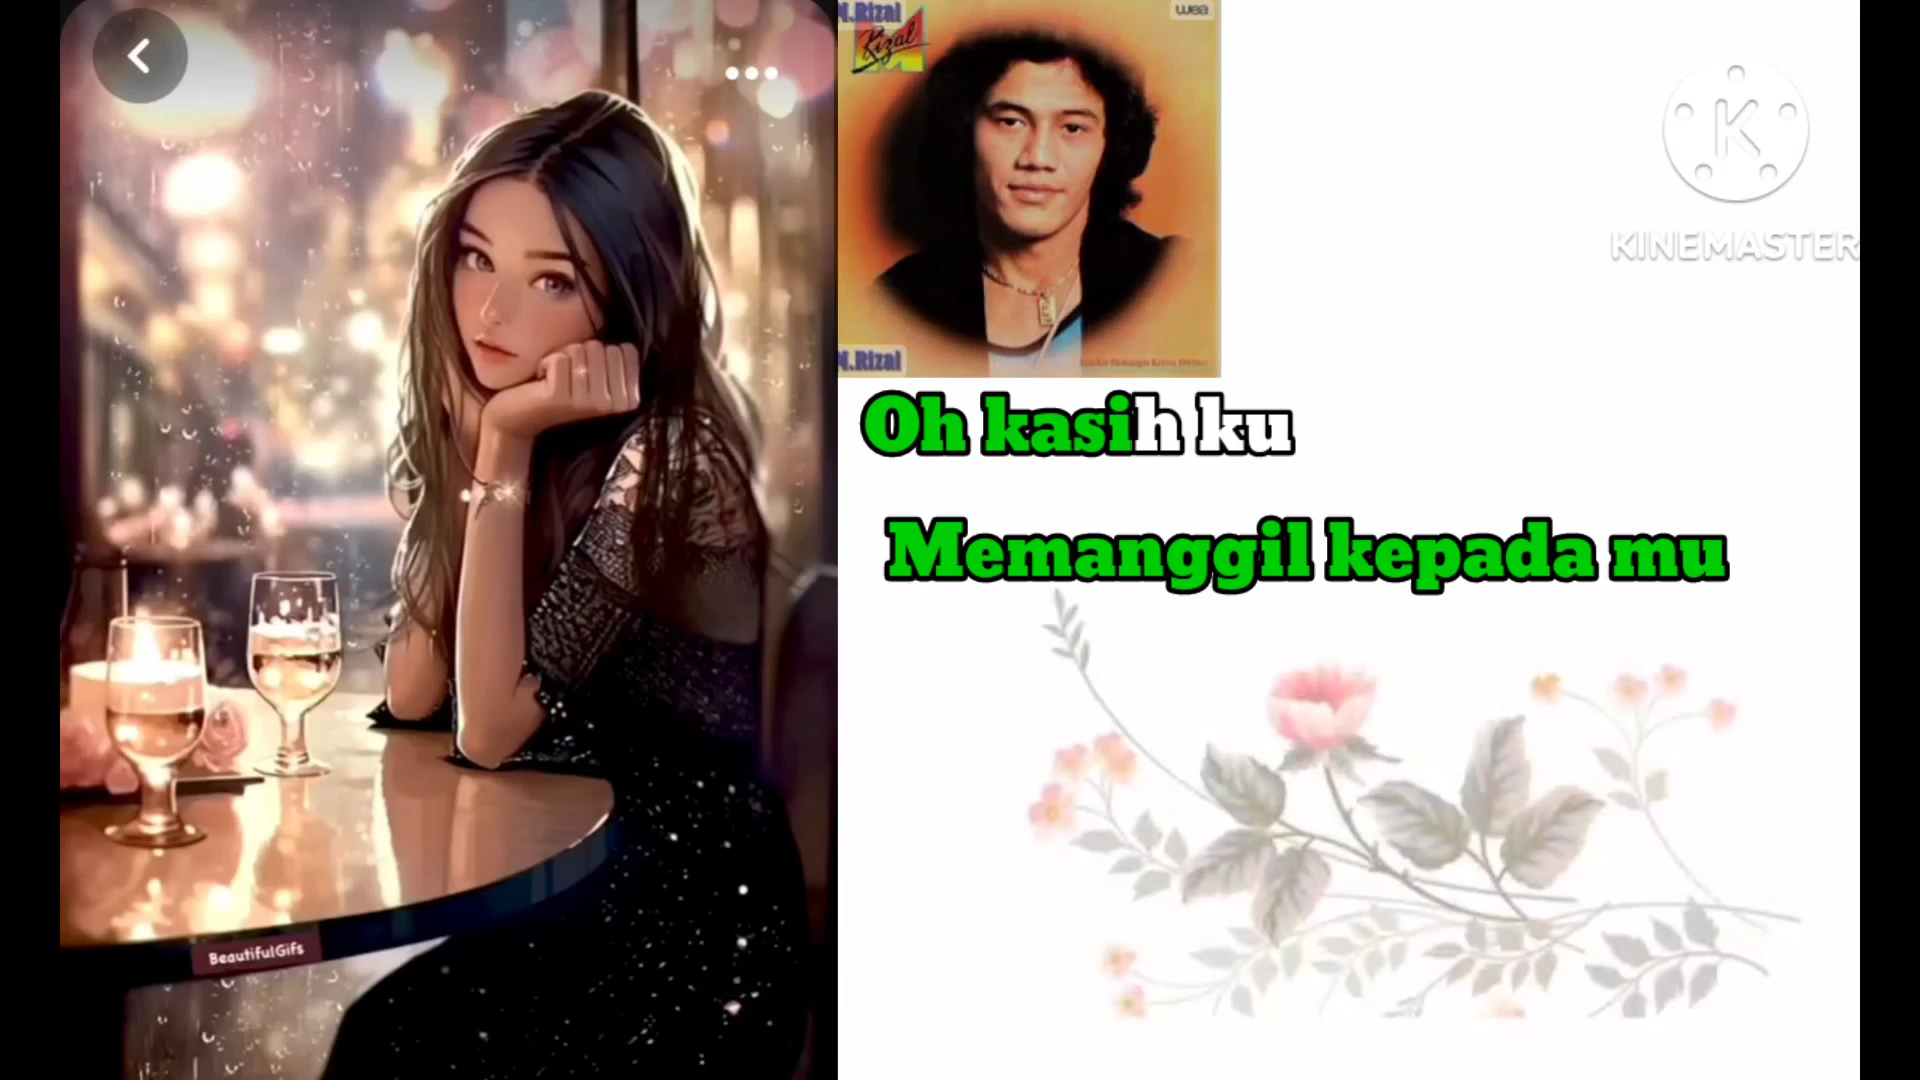 M.Rizal
Rizal
wea
M.Rizal
KINEMASTER
Oh kasih ku
Memanggil kepada mu
BeautifulGifs